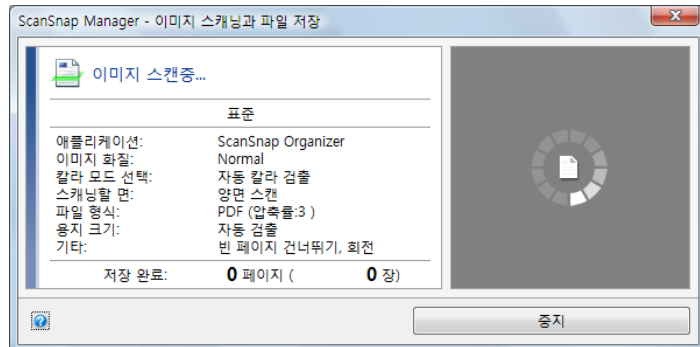 ScanSnap Manager - 이미지 스캐닝과 파일 저장
이미지 스캔중...
표준
애플리케이션: ScanSnap Organizer
이미지 화질: Normal
칼라 모드 선택: 자동 칼라 검출
스캐닝할 면: 양면 스캔
파일 형식: PDF (압축률:3 )
용지 크기: 자동 검출
기타: 빈 페이지 건너뛰기, 회전
저장 완료: 0 페이지 ( 0 장)
중지